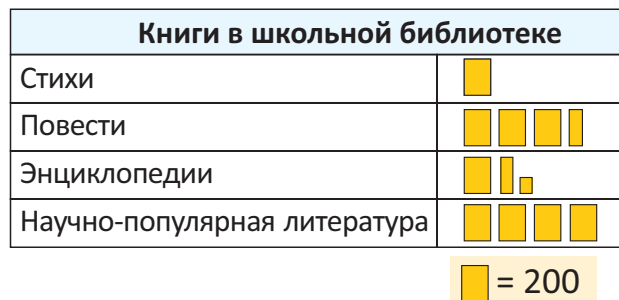 Книги в школьной библиотеке
Стихи
Повести
Энциклопедии
Научно-популярная литература
= 200